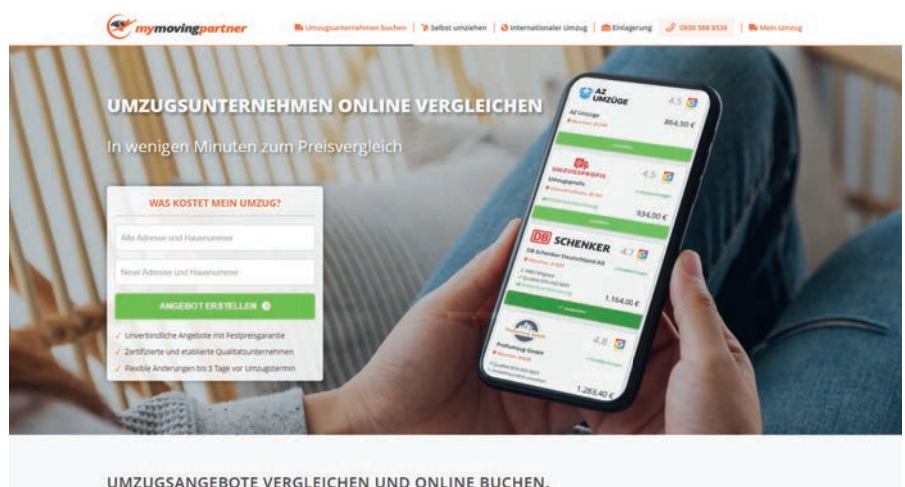 mymovingpartner
Umzugsunternehmen buchen | Selbst umziehen | Internationaler Umzug | Einlagerung 0800 588 8536 | Mein Umzug
UMZUGSUNTERNEHMEN ONLINE VERGLEICHEN
In wenigen Minuten zum Preisvergleich
WAS KOSTET MEIN UMZUG?
Alte Adresse und Hausnummer
Neue Adresse und Hausnummer
ANGEBOT ERSTELLEN
✓ Unverbindliche Angebote mit Festpreisgarantie
✓ Zertifizierte und etablierte Qualitätsunternehmen
✓ Flexible Änderungen bis 3 Tage vor Umzugstermin
AZ
UMZÜGE
4.5
AZ Umzüge
864,90 €
UMZUGSPROFIS
4.5
Umzugsprofis
934,00 €
DB SCHENKER
4.7
DB Schenker Deutschland AG
1.164,00 €
4.8
1.283,40 €
UMZUGSANGEBOTE VERGLEICHEN UND ONLINE BUCHEN.